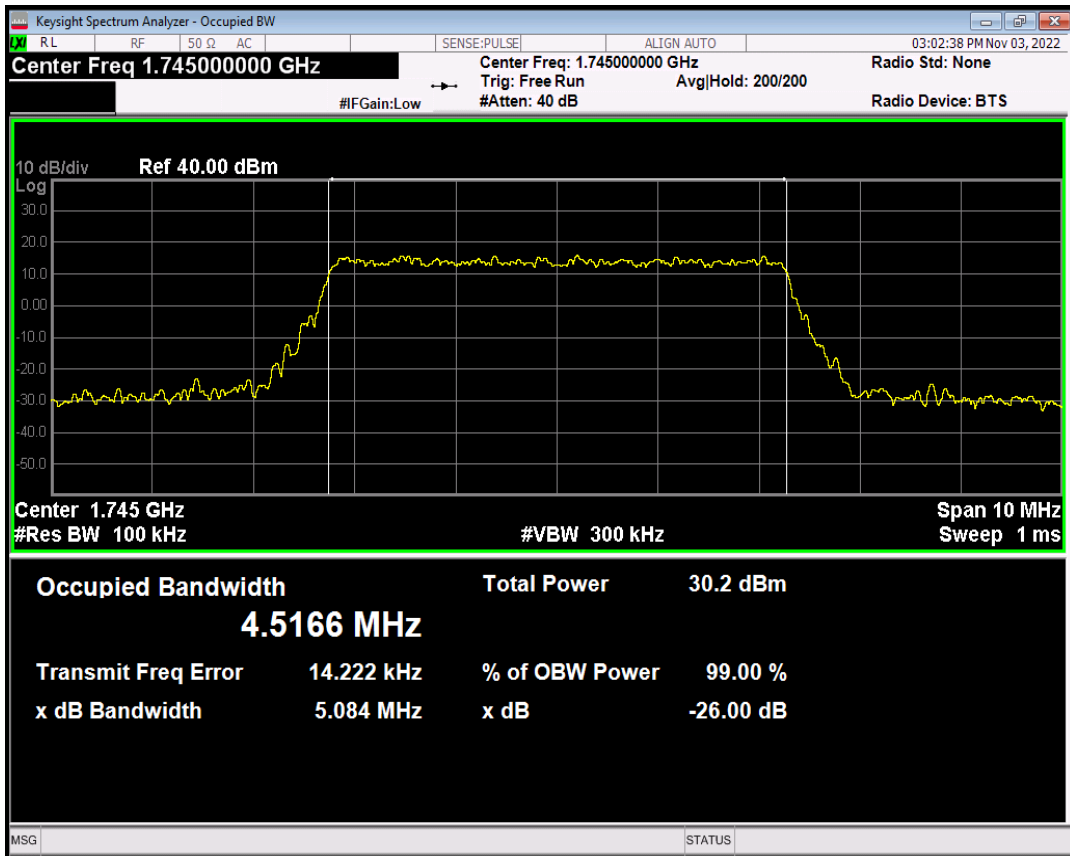 Keysight Spectrum Analyzer - Occupied BW
LXI RL RF 50 Ω AC SENSE:PULSE ALIGN AUTO 03:02:38 PM Nov 03, 2022
Center Freq 1.745000000 GHz
Center Freq: 1.745000000 GHz Radio Std: None
Trig: Free Run Avg|Hold: 200/200
#IFGain:Low #Atten: 40 dB Radio Device: BTS
10 dB/div Ref 40.00 dBm
Log
30.0
20.0
10.0
0.00
-10.0
-20.0
-30.0
-40.0
-50.0
Center 1.745 GHz Span 10 MHz
#Res BW 100 kHz #VBW 300 kHz Sweep 1 ms
Occupied Bandwidth Total Power 30.2 dBm
4.5166 MHz
Transmit Freq Error 14.222 kHz % of OBW Power 99.00 %
x dB Bandwidth 5.084 MHz x dB -26.00 dB
MSG STATUS